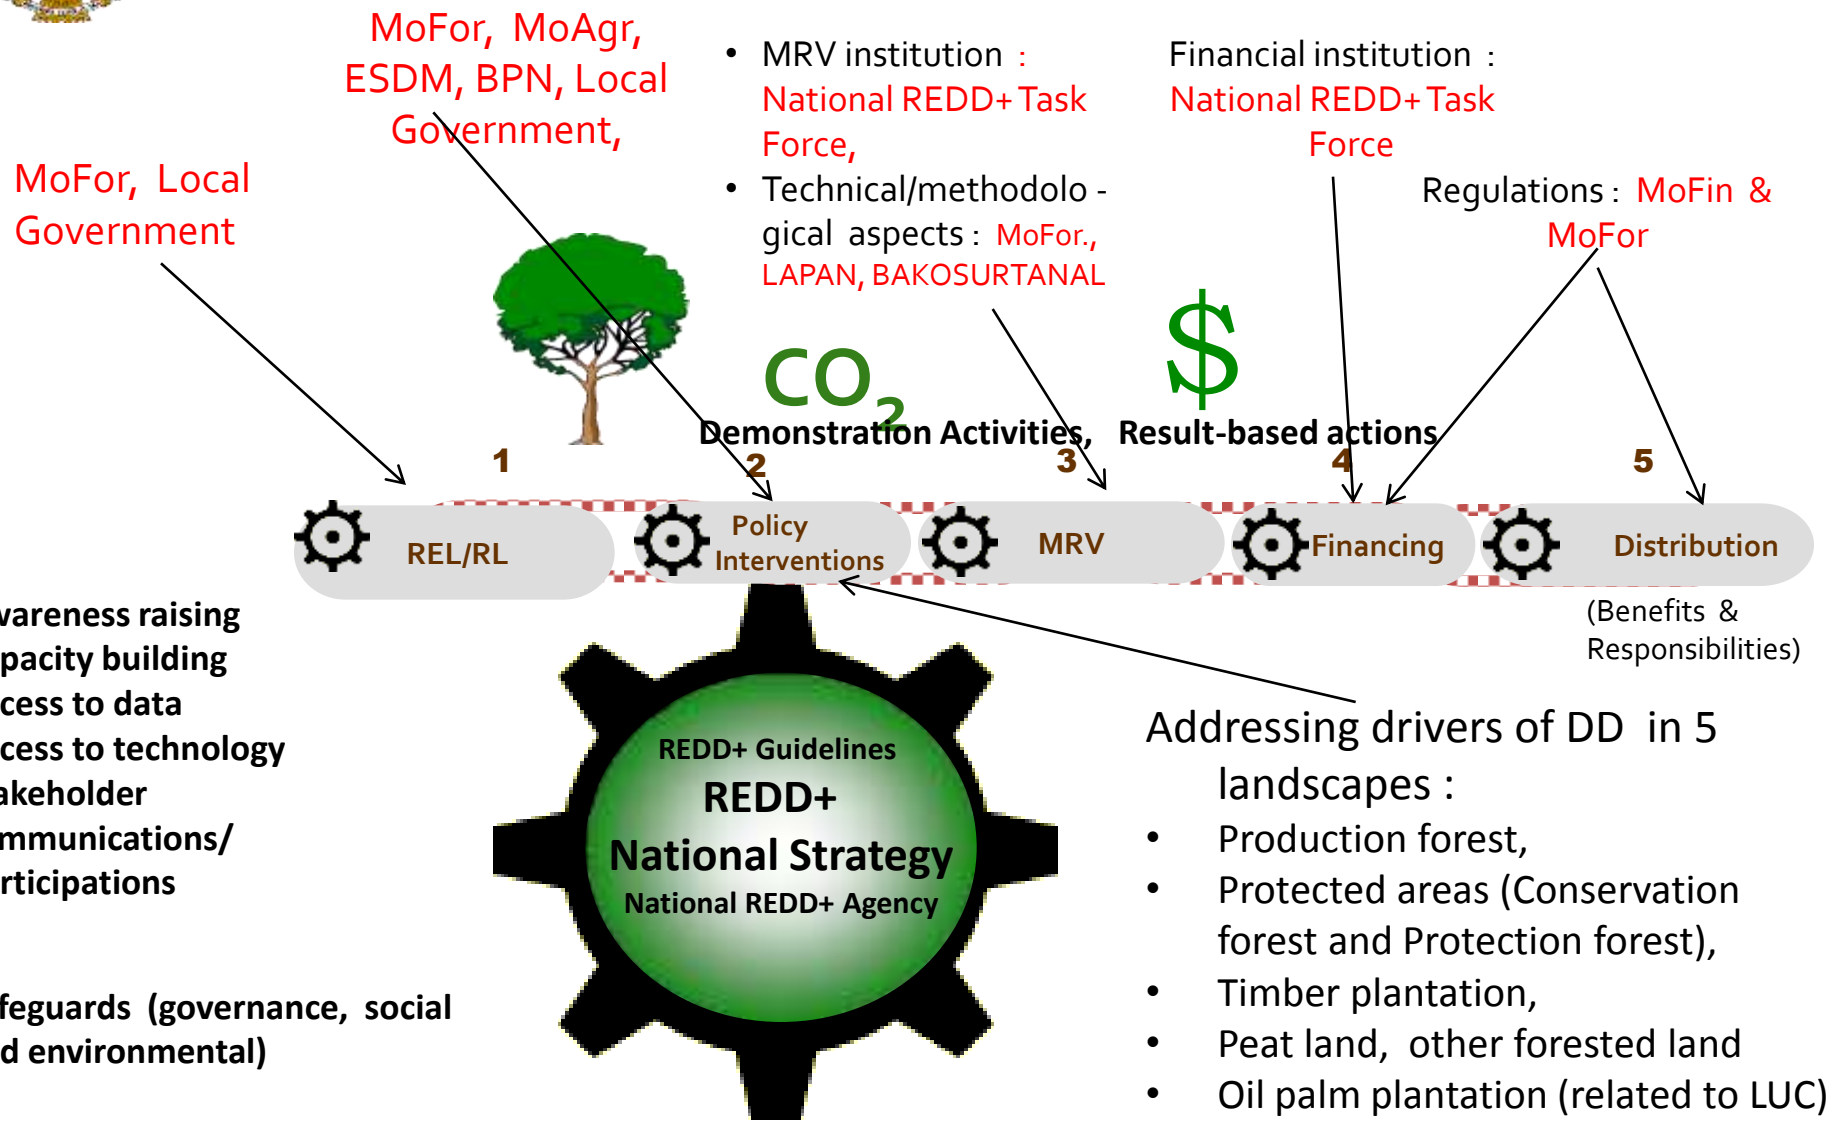 MoFor, MoAgr,
ESDM, BPN, Local
Government,
• MRV institution :
National REDD+ Task
Force,
• Technical/methodolo -
gical aspects : MoFor.,
LAPAN, BAKOSURTANAL
Financial institution :
National REDD+ Task
Force
MoFor, Local
Government
Regulations : MoFin &
MoFor
CO2
$
Demonstration Activities, Result-based actions
1
2
3
4
5
REL/RL
Policy
Interventions
MRV
Financing
Distribution
(Benefits &
Responsibilities)
wareness raising
pacity building
cess to data
cess to technology
akeholder
mmunications/
rticipations
feguards (governance, social
d environmental)
REDD+ Guidelines
REDD+
National Strategy
National REDD+ Agency
Addressing drivers of DD in 5
landscapes :
• Production forest,
• Protected areas (Conservation
forest and Protection forest),
• Timber plantation,
• Peat land, other forested land
• Oil palm plantation (related to LUC)